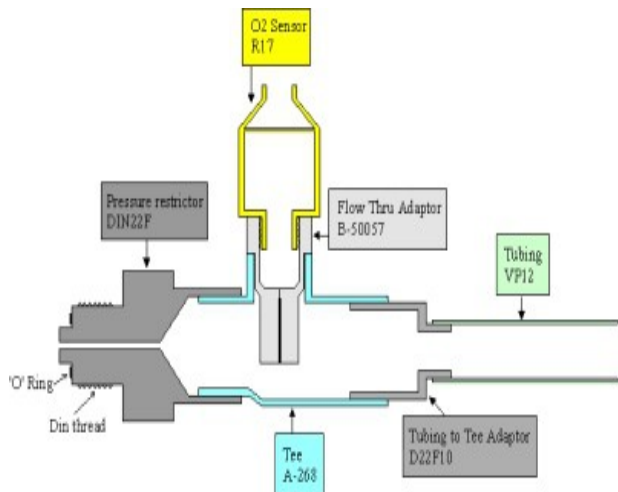 O2 Sensor
R17
Pressure restrictor
DIN22F
Flow Thru Adaptor
B-50057
Tubing
VP12
'O' Ring
Din thread
Tee
A-268
Tubing to Tee Adaptor
D22F10